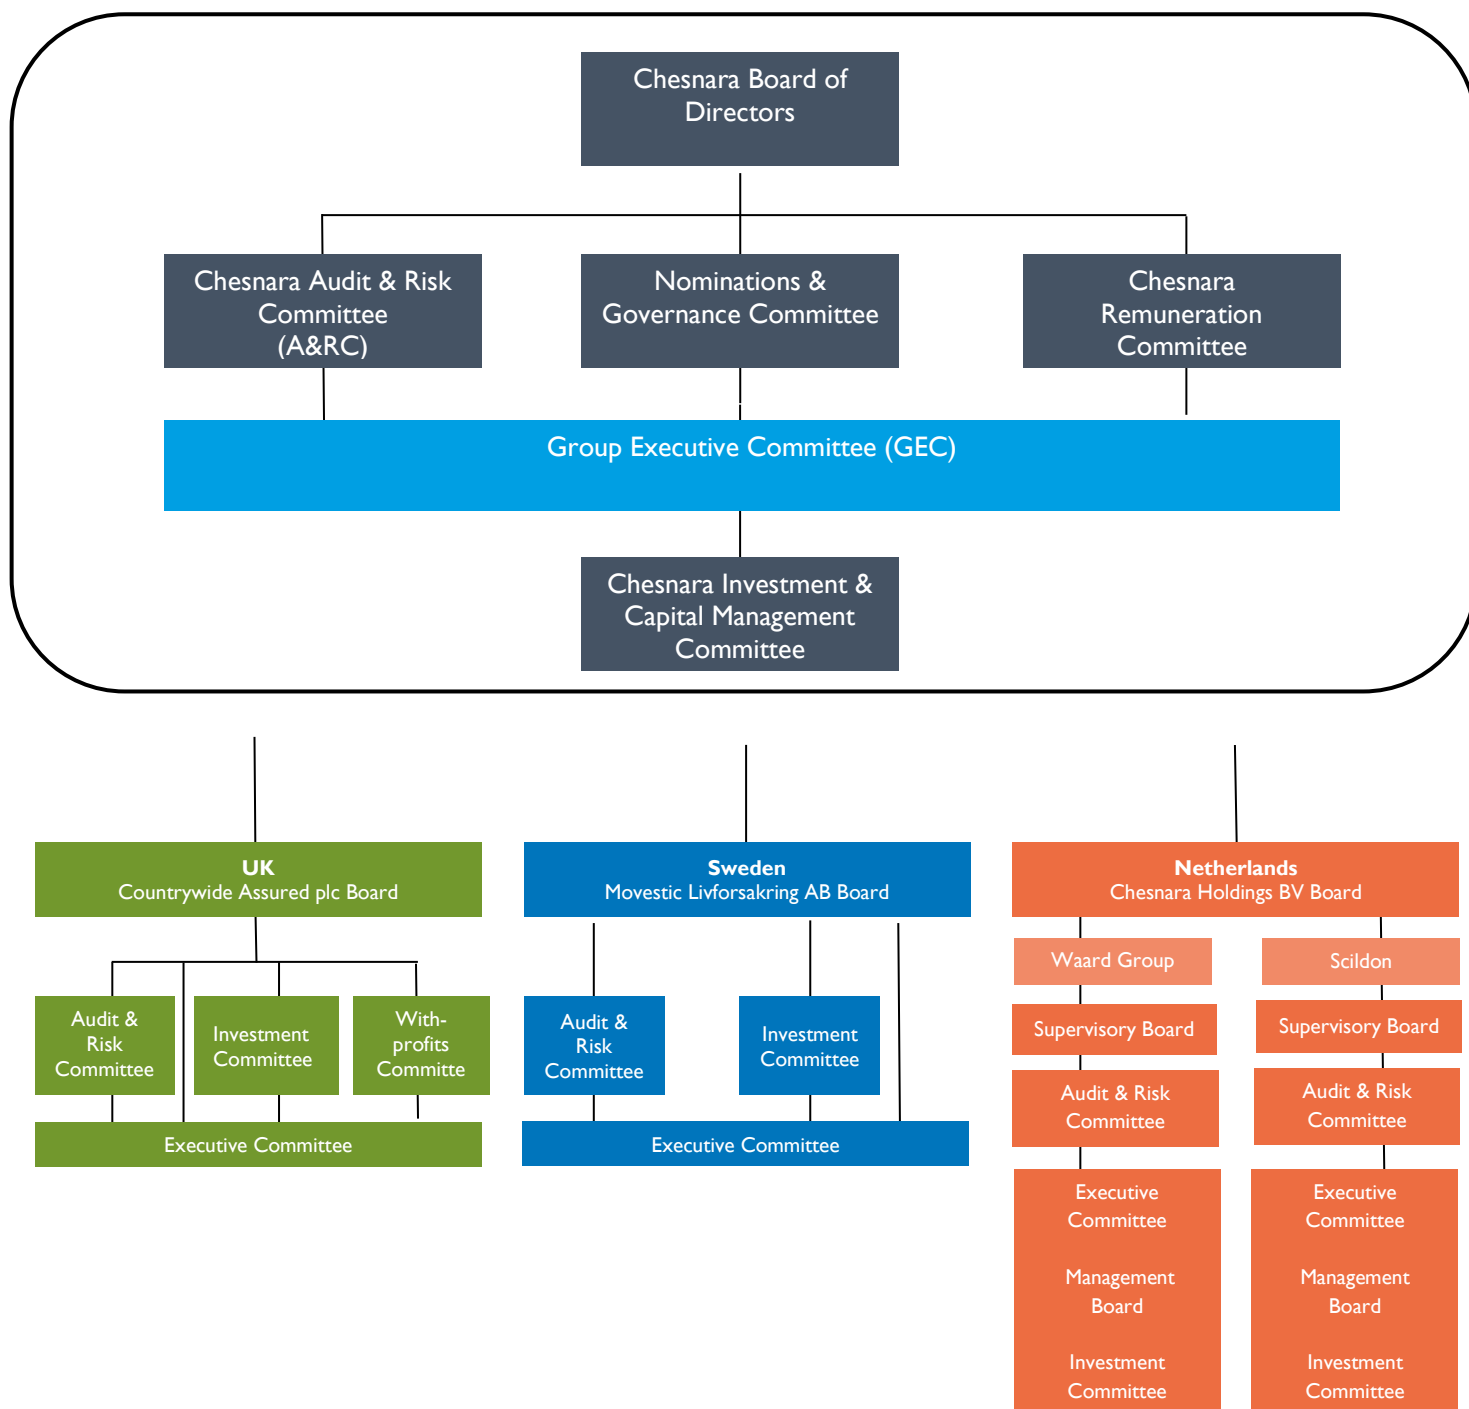 Chesnara Board of
Directors
Chesnara Audit & Risk
Committee
(A&RC)
Nominations &
Governance Committee
Chesnara
Remuneration
Committee
Group Executive Committee (GEC)
Chesnara Investment &
Capital Management
Committee
UK
Countrywide Assured plc Board
Audit &
Risk
Committee
Investment
Committee
With-
profits
Committe
Executive Committee
Sweden
Movestic Livforsakring AB Board
Audit &
Risk
Committee
Investment
Committee
Executive Committee
Netherlands
Chesnara Holdings BV Board
Waard Group
Supervisory Board
Audit & Risk
Committee
Executive
Committee
Management
Board
Investment
Committee
Scildon
Supervisory Board
Audit & Risk
Committee
Executive
Committee
Management
Board
Investment
Committee